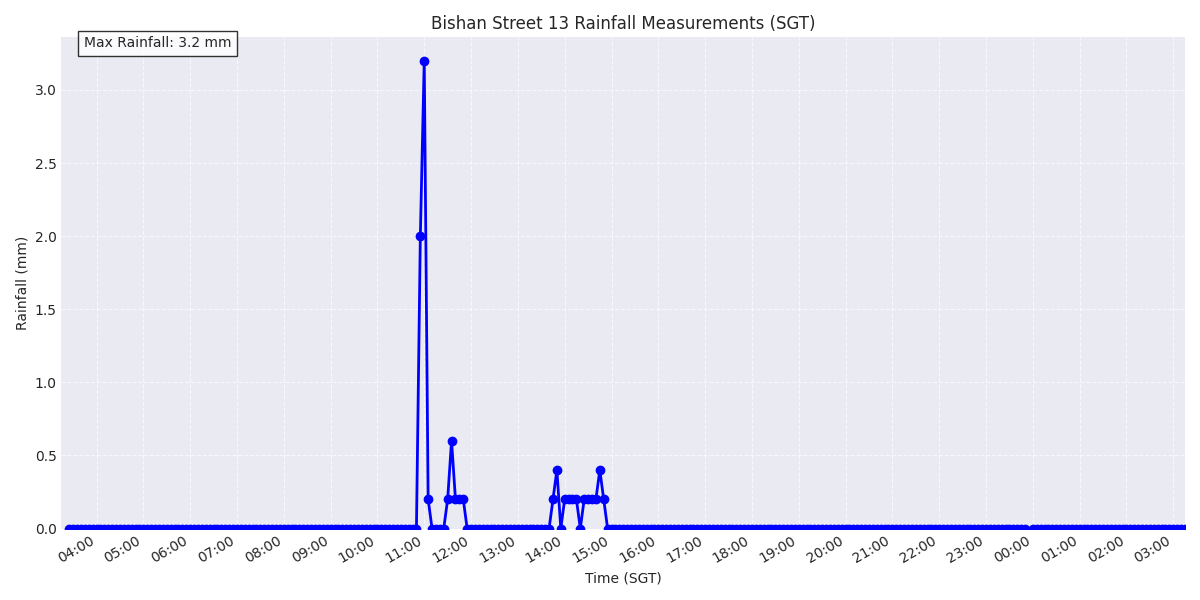 Bishan Street 13 Rainfall Measurements (SGT)
Max Rainfall: 3.2 mm
3.0
2.5
2.0
1.5
1.0
0.5
0.0
Rainfall (mm)
04:00 05:00 06:00 07:00 08:00 09:00 10:00 11:00 12:00 13:00 14:00 15:00 16:00 17:00 18:00 19:00 20:00 21:00 22:00 23:00 00:00 01:00 02:00 03:00
Time (SGT)